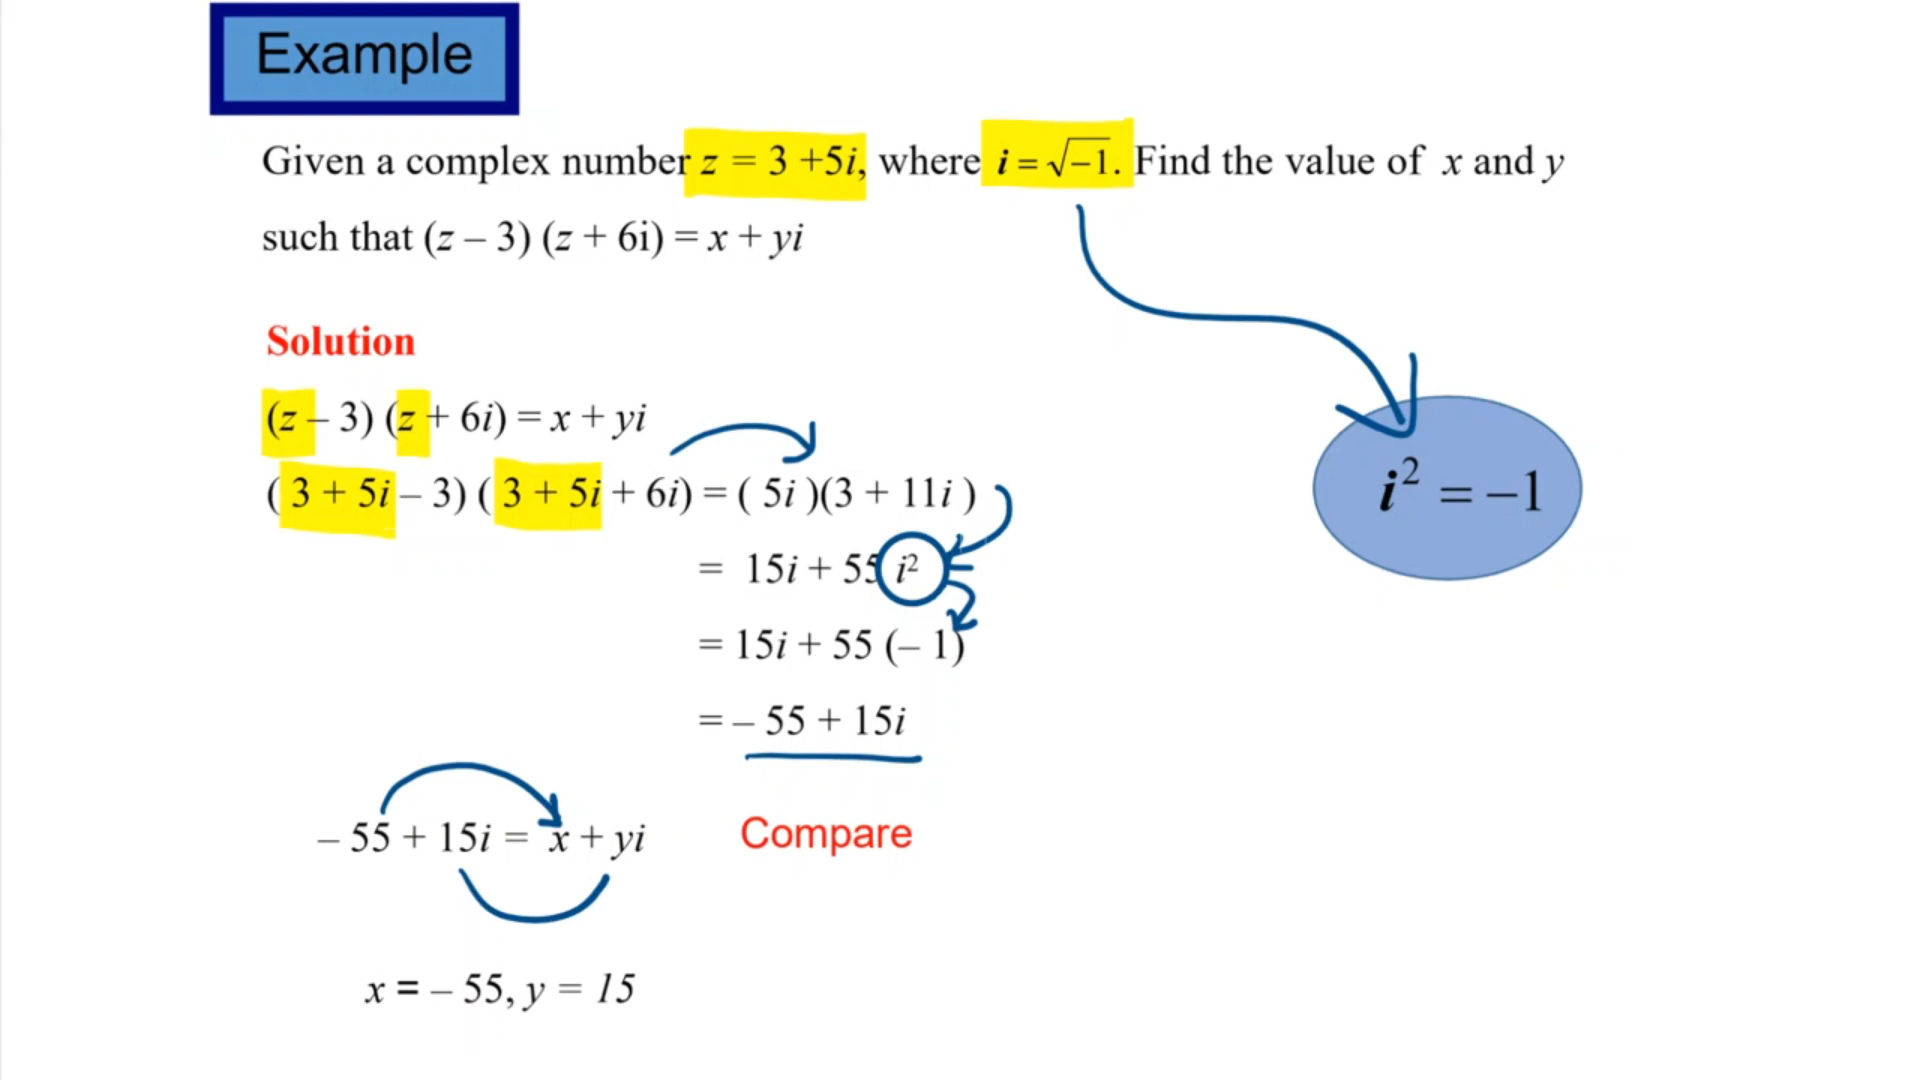 Example
Given a complex number z = 3 +5i, where i = √−1. Find the value of x and y
such that (z – 3) (z + 6i) = x + yi
Solution
(z – 3) (z + 6i) = x + yi
( 3 + 5i – 3) ( 3 + 5i + 6i) = ( 5i )(3 + 11i )
= 15i + 55 i²
= 15i + 55 (– 1)
= – 55 + 15i
i² = −1
– 55 + 15i = x + yi
Compare
x = – 55, y = 15